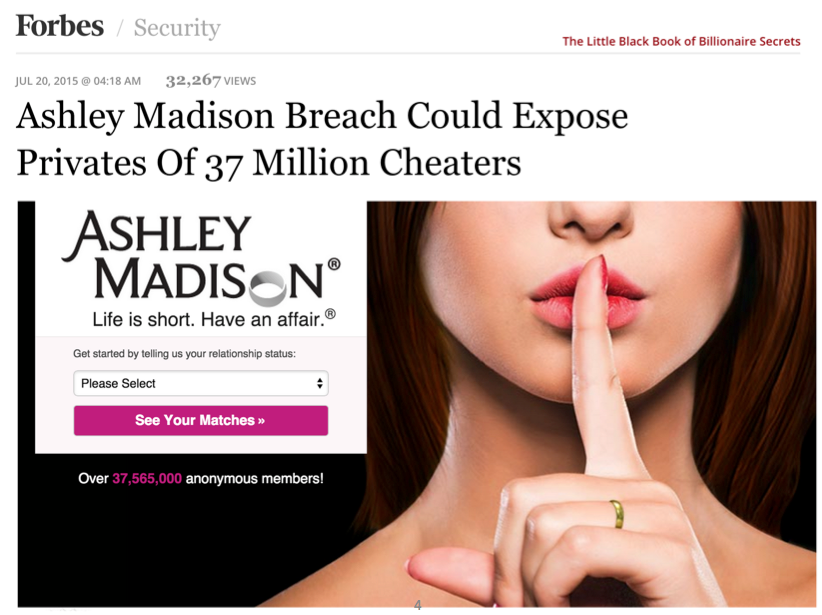 Forbes / Security
The Little Black Book of Billionaire Secrets
JUL 20, 2015 @ 04:18 AM 32,267 VIEWS
Ashley Madison Breach Could Expose
Privates Of 37 Million Cheaters
ASHLEY
MADISON®
Life is short. Have an affair.®
Get started by telling us your relationship status:
Please Select
See Your Matches »
Over 37,565,000 anonymous members!
4